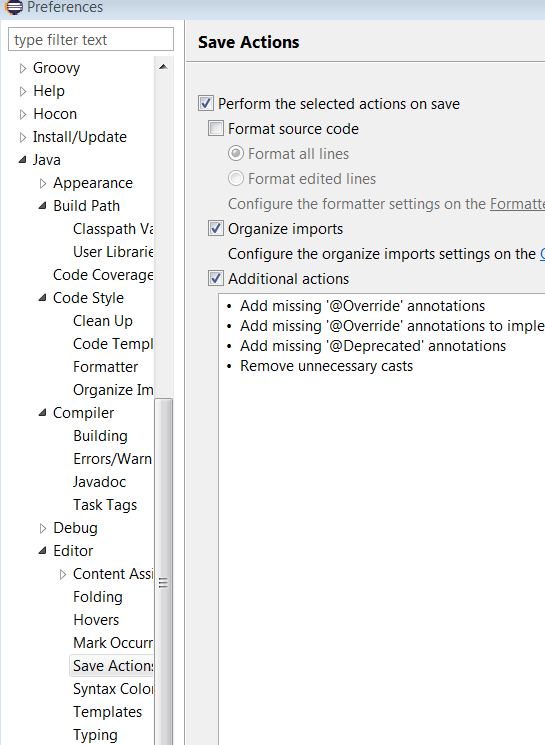 Preferences
type filter text
Groovy
Help
Hocon
Install/Update
Java
Appearance
Build Path
Classpath Va
User Librarie
Code Coverage
Code Style
Clean Up
Code Templ
Formatter
Organize Im
Compiler
Building
Errors/Warn
Javadoc
Task Tags
Debug
Editor
Content Assi
Folding
Hovers
Mark Occurr
Save Actions
Syntax Color
Templates
Typing
Save Actions
Perform the selected actions on save
Format source code
Format all lines
Format edited lines
Configure the formatter settings on the Formatte
Organize imports
Configure the organize imports settings on the
Additional actions
• Add missing '@Override' annotations
• Add missing '@Override' annotations to imple
• Add missing '@Deprecated' annotations
• Remove unnecessary casts